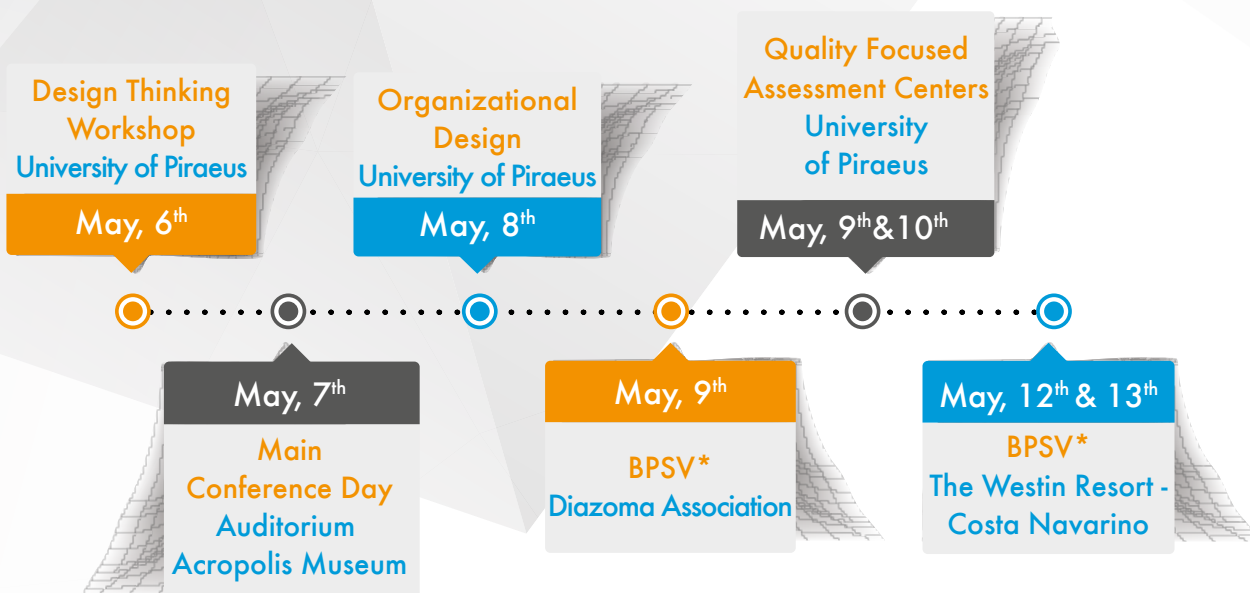 Design Thinking
Workshop
University of Piraeus
May, 6th
May, 7th
Main
Conference Day
Auditorium
Acropolis Museum
Organizational
Design
University of Piraeus
May, 8th
May, 9th
BPSV*
Diazoma Association
Quality Focused
Assessment Centers
University
of Piraeus
May, 9th&10th
May, 12th & 13th
BPSV*
The Westin Resort -
Costa Navarino